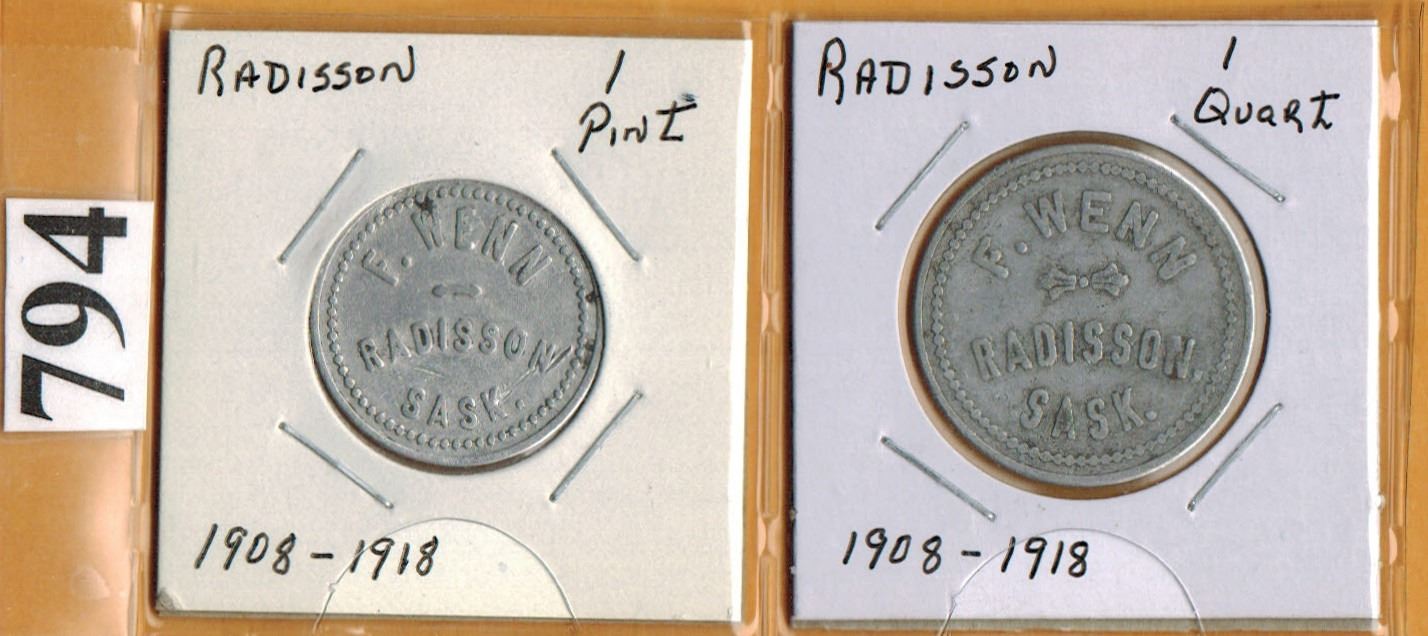 794
RADISSON
1
PINT
F. WENN
RADISSON
SASK.
1908 - 1918
RADISSON
1
QUART
F. WENN
RADISSON.
SASK.
1908 - 1918